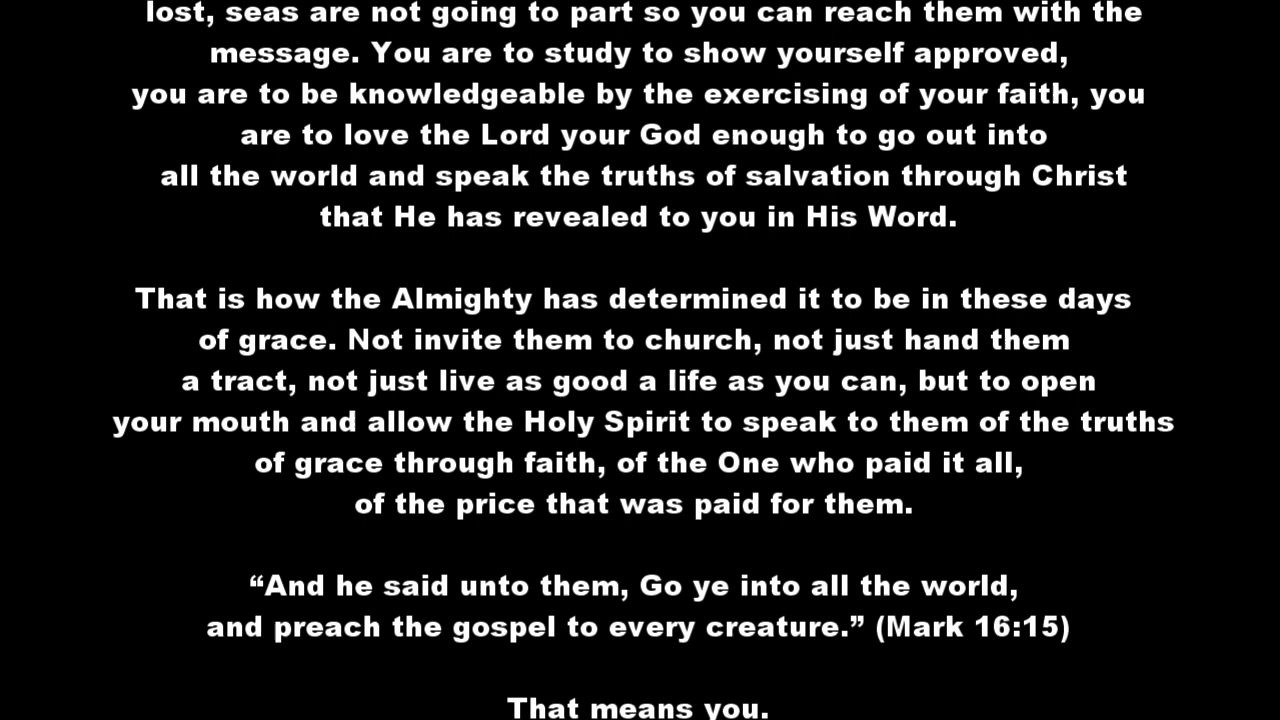 lost, seas are not going to part so you can reach them with the
message. You are to study to show yourself approved,
you are to be knowledgeable by the exercising of your faith, you
are to love the Lord your God enough to go out into
all the world and speak the truths of salvation through Christ
that He has revealed to you in His Word.
That is how the Almighty has determined it to be in these days
of grace. Not invite them to church, not just hand them
a tract, not just live as good a life as you can, but to open
your mouth and allow the Holy Spirit to speak to them of the truths
of grace through faith, of the One who paid it all,
of the price that was paid for them.
“And he said unto them, Go ye into all the world,
and preach the gospel to every creature.” (Mark 16:15)
That means you.